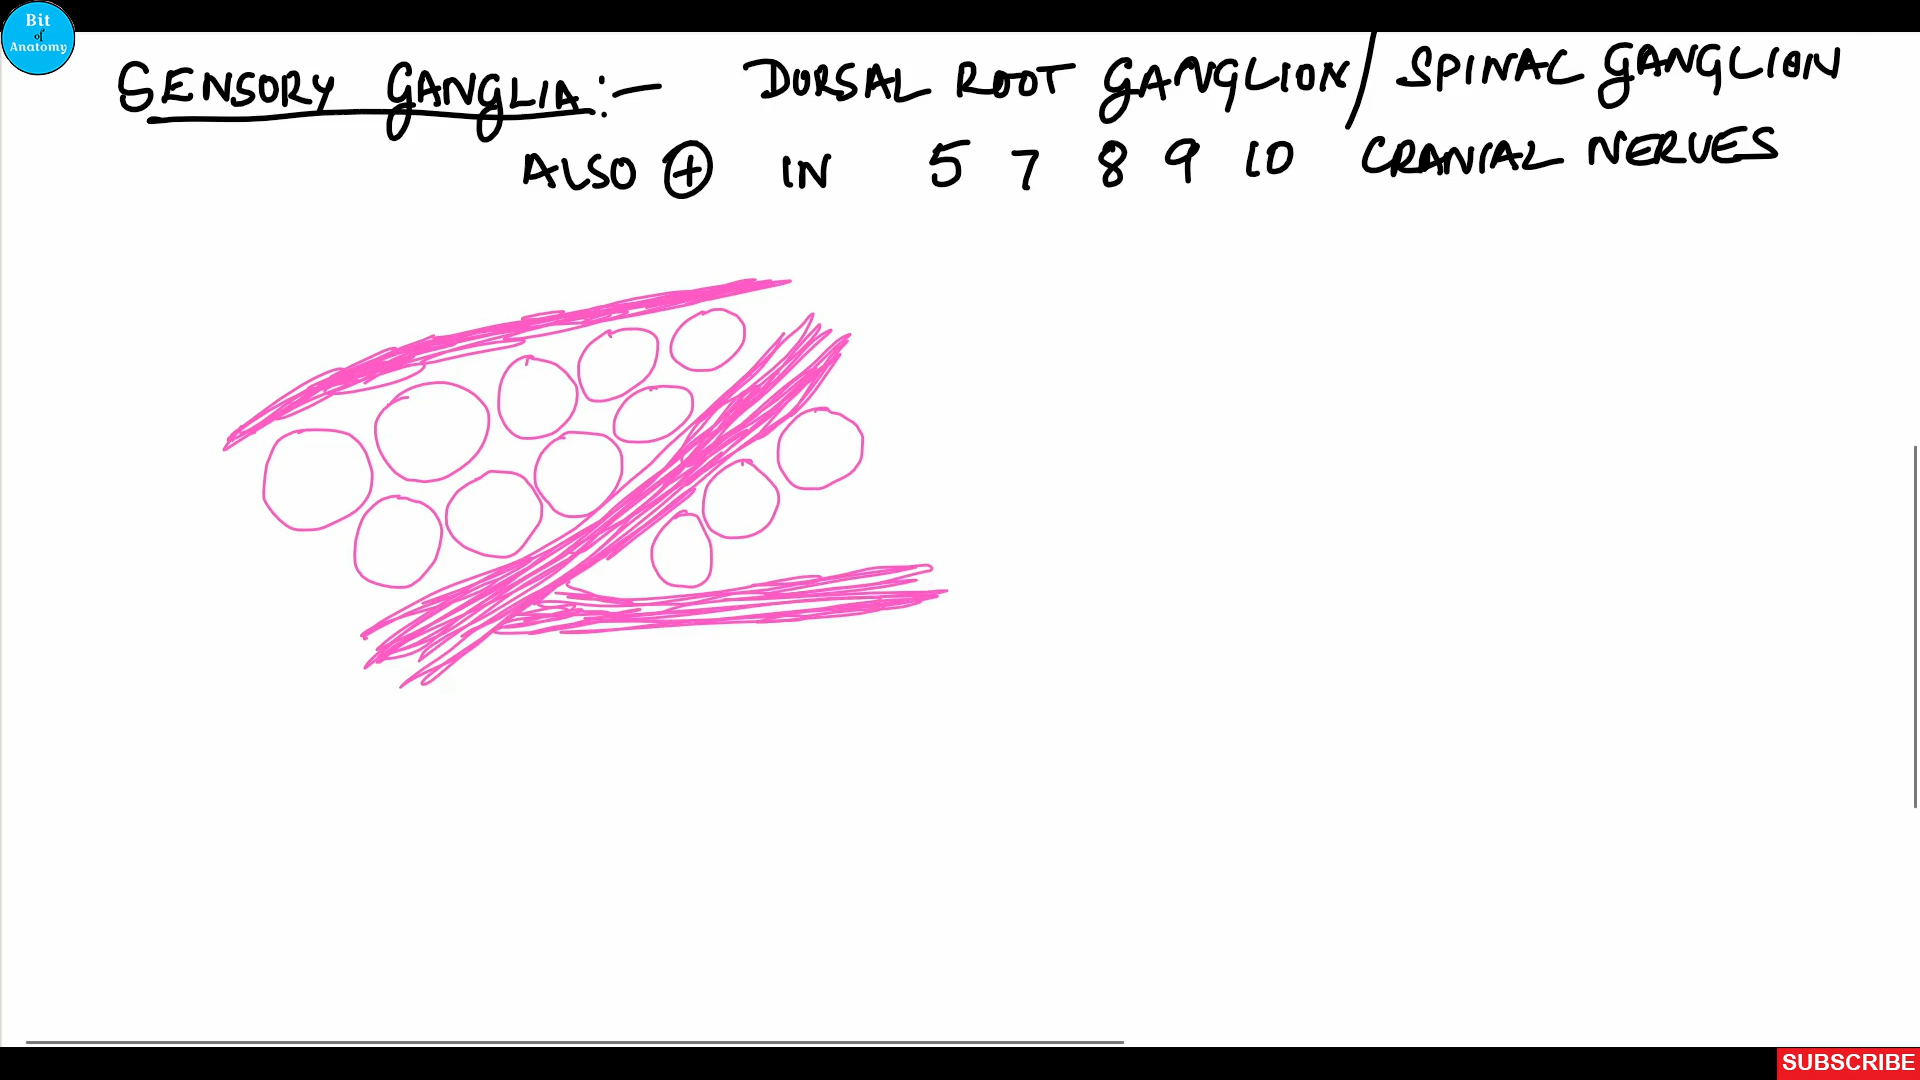 Bit
of
Anatomy
SENSORY GANGLIA:- DORSAL ROOT GANGLION/ SPINAL GANGLION
ALSO ⊕ IN 5 7 8 9 10 CRANIAL NERVES
SUBSCRIBE